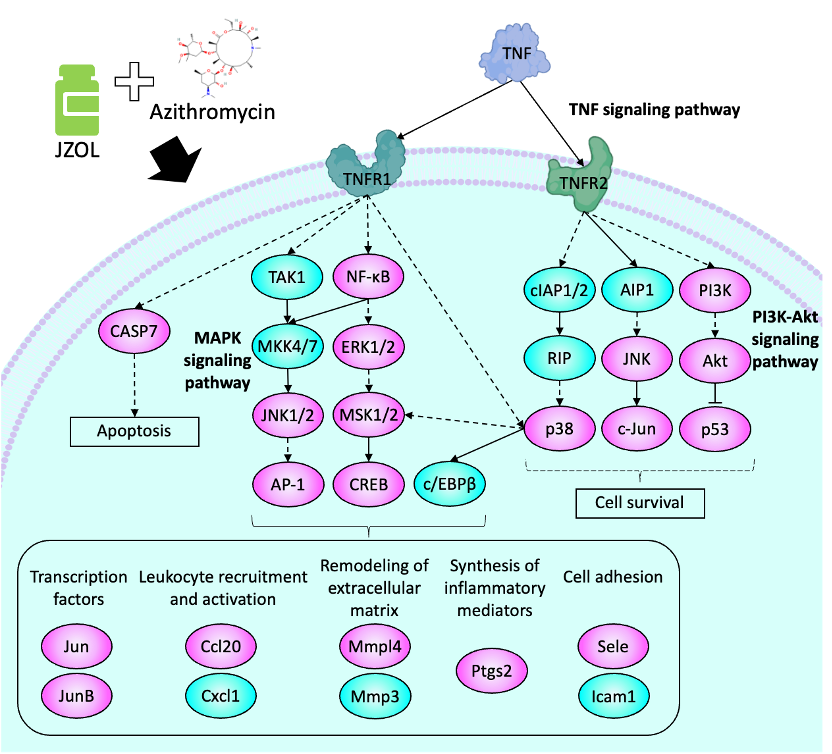 TNF
JZOL
Azithromycin
TNF signaling pathway
TNFR1
TNFR2
TAK1
NF-κB
cIAP1/2
AIP1
PI3K
CASP7
MAPK
signaling
pathway
MKK4/7
ERK1/2
RIP
JNK
Akt
PI3K-Akt
signaling
pathway
Apoptosis
JNK1/2
MSK1/2
p38
c-Jun
p53
AP-1
CREB
c/EBPβ
Cell survival
Transcription
factors
Jun
JunB
Leukocyte recruitment
and activation
Ccl20
Cxcl1
Remodeling of
extracellular
matrix
Mmpl4
Mmp3
Synthesis of
inflammatory
mediators
Ptgs2
Cell adhesion
Sele
Icam1